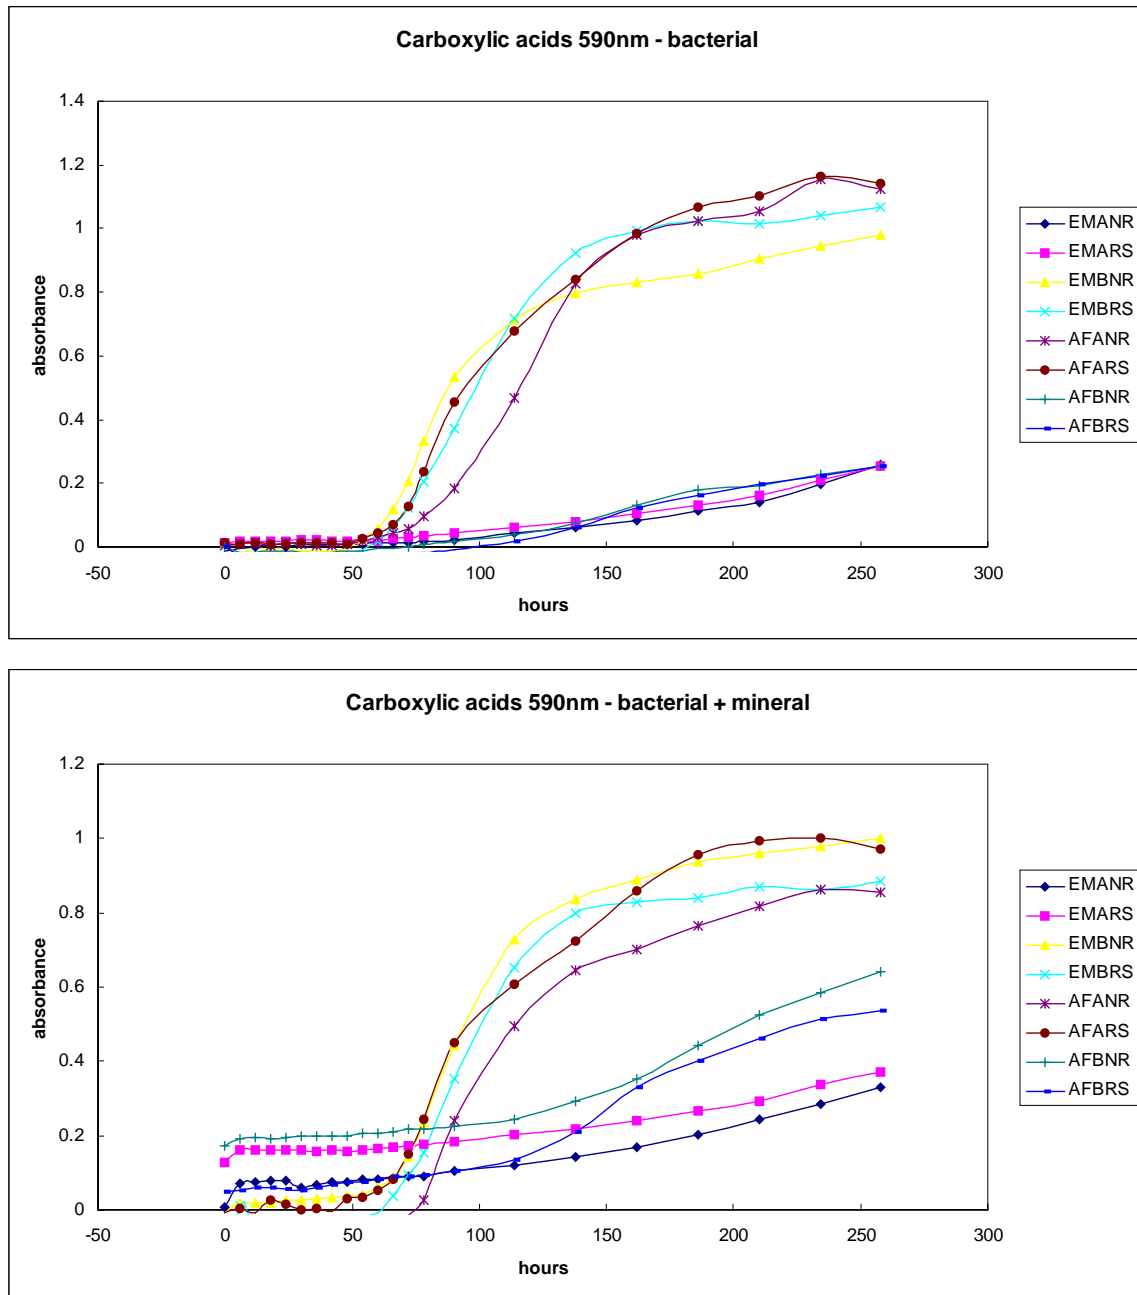 Carboxylic acids 590nm - bacterial
1.4
1.2
1
0.8
0.6
0.4
0.2
0
absorbance
-50 0 50 100 150 200 250 300
hours
EMANR
EMARS
EMBNR
EMBRS
AFANR
AFARS
AFBNR
AFBRS
Carboxylic acids 590nm - bacterial + mineral
1.2
1
0.8
0.6
0.4
0.2
0
absorbance
-50 0 50 100 150 200 250 300
hours
EMANR
EMARS
EMBNR
EMBRS
AFANR
AFARS
AFBNR
AFBRS